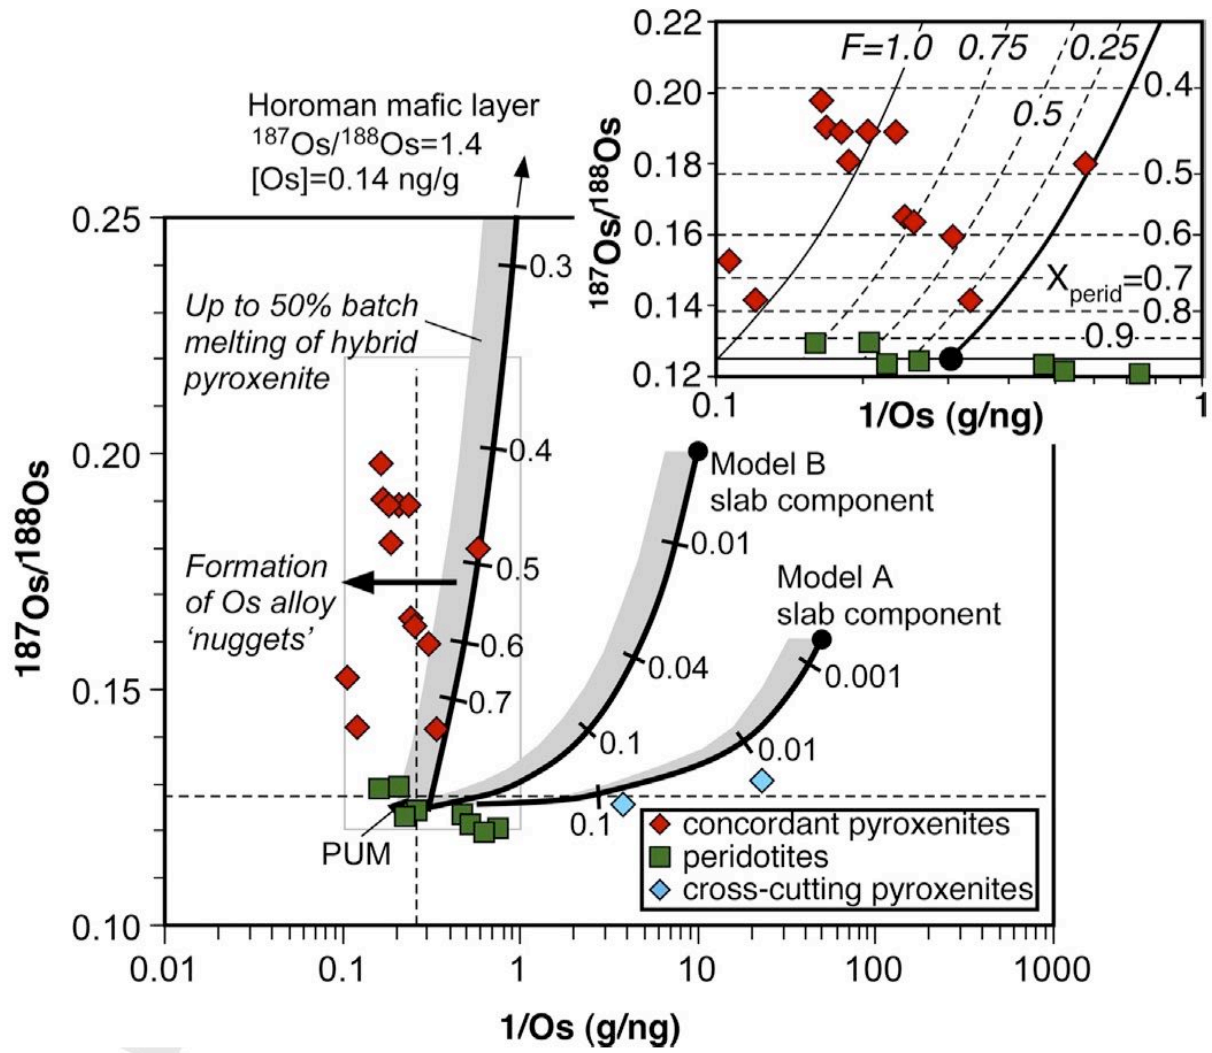 Horoman mafic layer
187Os/188Os=1.4
[Os]=0.14 ng/g
0.22
0.20
0.18
0.16
0.14
0.12
187Os/188Os
F=1.0 0.75 0.25
0.5
0.4
0.5
0.6
Xperid=0.7
0.8
0.9
0.1
1
1/Os (g/ng)
0.25
0.20
0.15
0.10
187Os/188Os
Up to 50% batch
melting of hybrid
pyroxenite
0.3
0.4
0.5
0.6
0.7
Formation
of Os alloy
'nuggets'
Model B
slab component
0.01
0.04
0.1
Model A
slab component
0.001
0.01
0.1
PUM
concordant pyroxenites
peridotites
cross-cutting pyroxenites
0.01
0.1
1
10
100
1000
1/Os (g/ng)